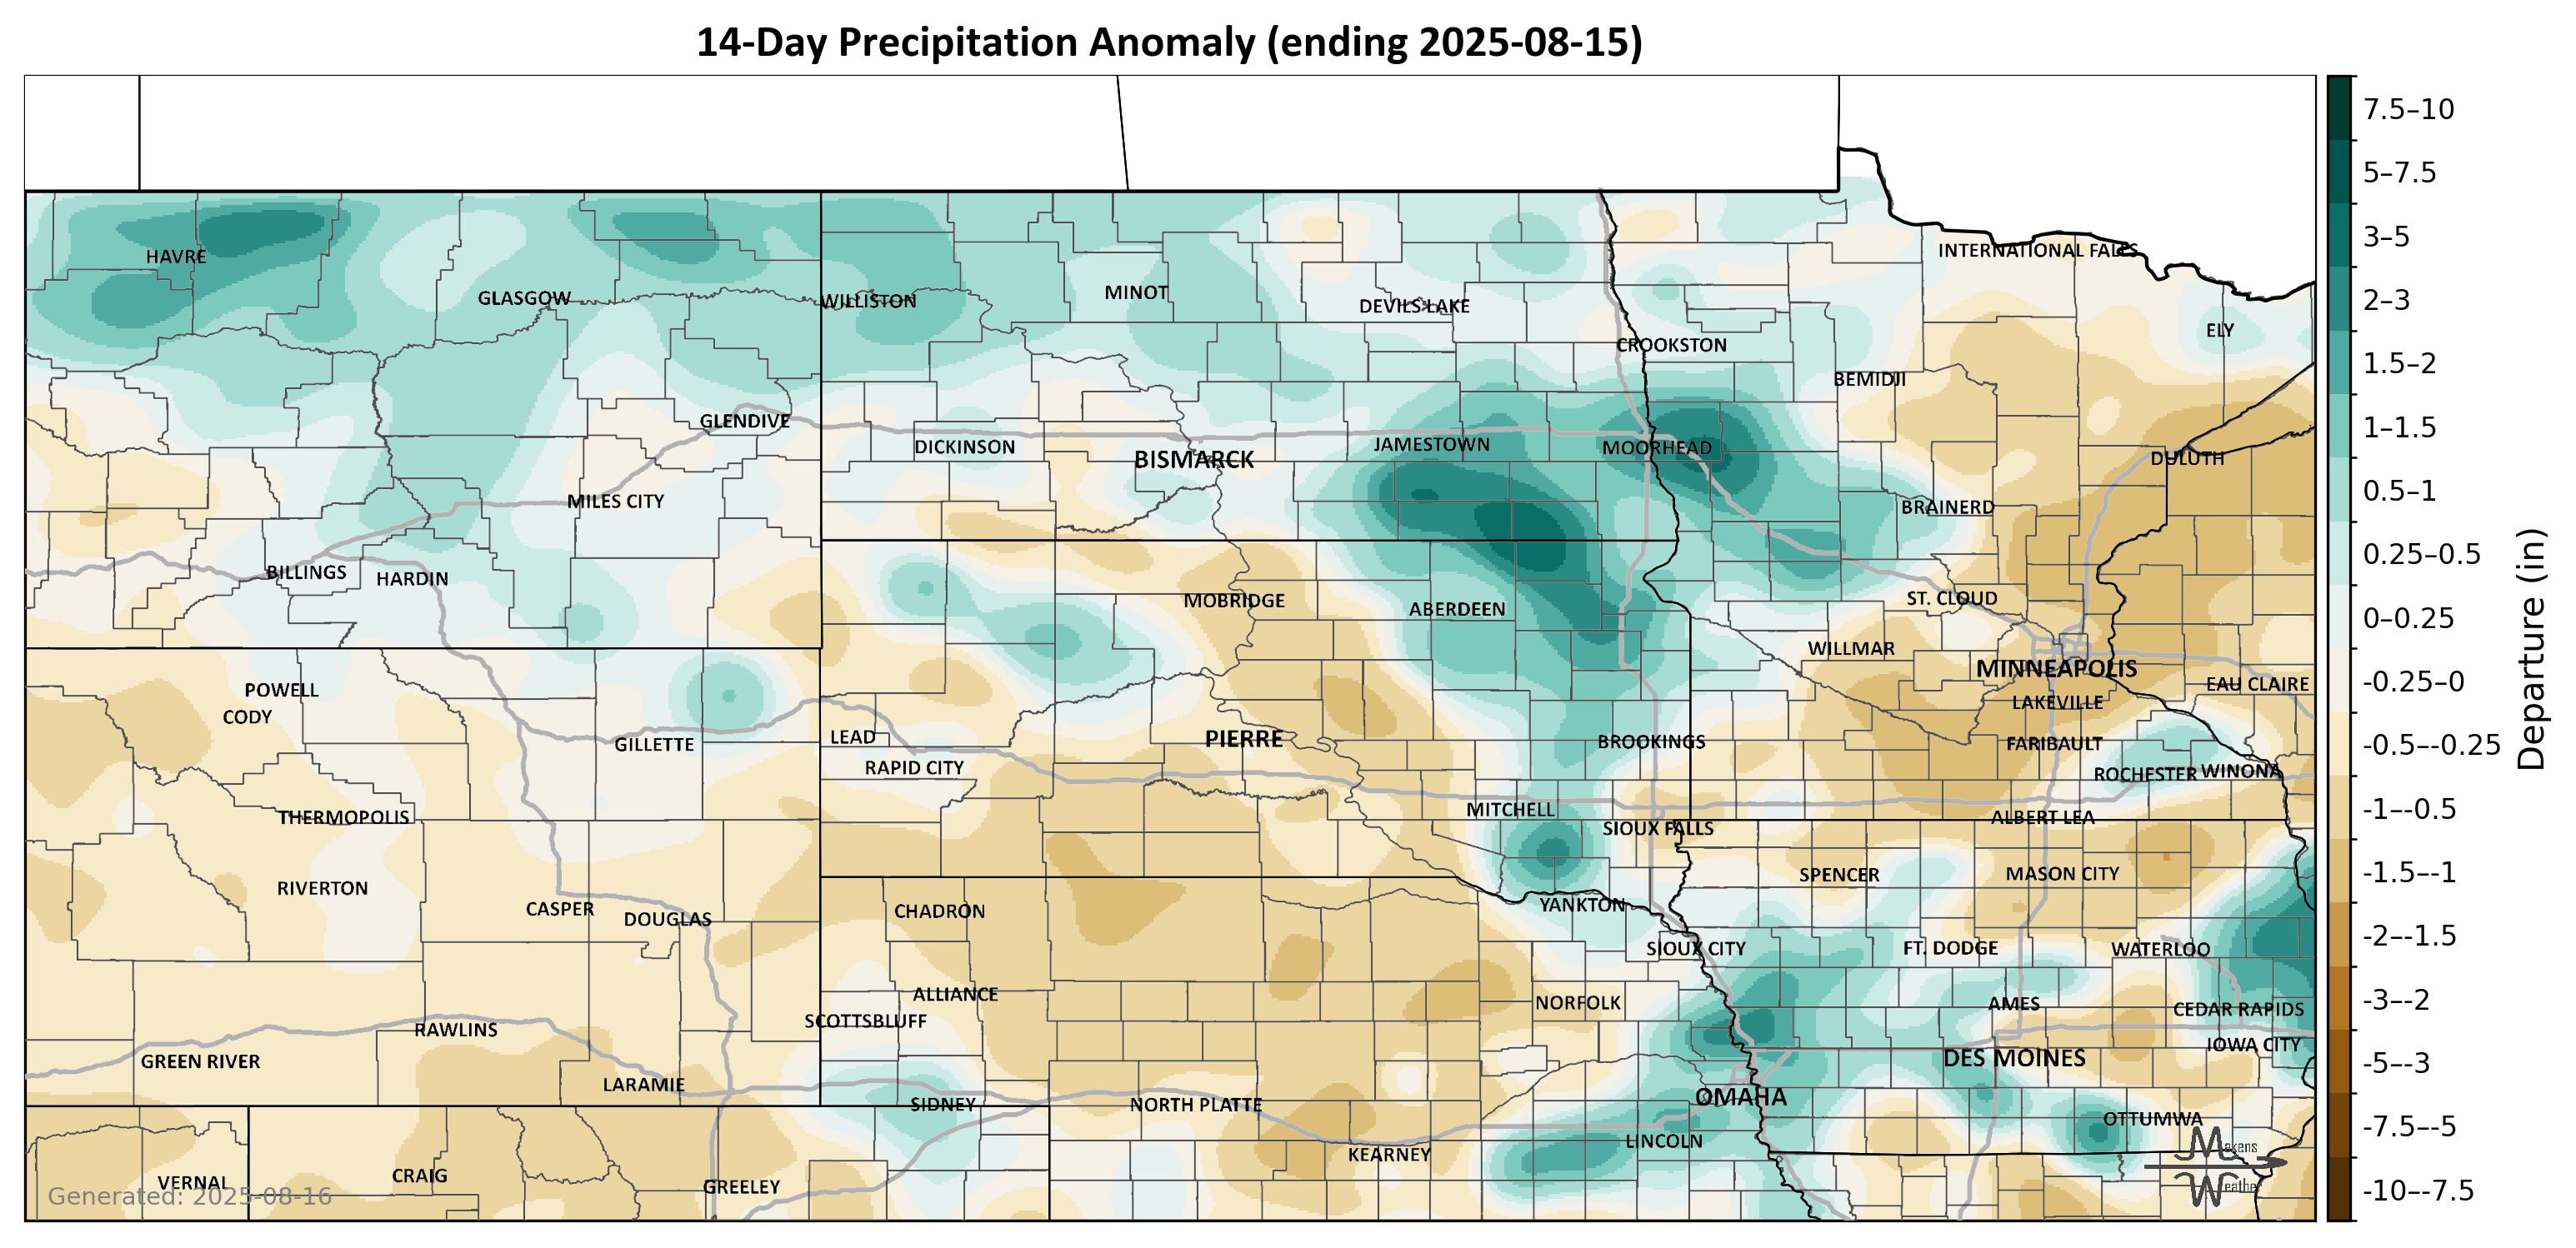 14-Day Precipitation Anomaly (ending 2025-08-15)
HAVRE
GLASGOW
WILLISTON
MINOT
DEVILS LAKE
INTERNATIONAL FALLS
ELY
CROOKSTON
BEMIDJI
GLENDIVE
DICKINSON
BISMARCK
JAMESTOWN
MOORHEAD
DULUTH
MILES CITY
BRAINERD
BILLINGS
HARDIN
MOBRIDGE
ABERDEEN
ST. CLOUD
WILLMAR
MINNEAPOLIS
EAU CLAIRE
POWELL
CODY
LAKEVILLE
GILLETTE
LEAD
PIERRE
BROOKINGS
FARIBAULT
RAPID CITY
ROCHESTER
WINONA
THERMOPOLIS
MITCHELL
SIOUX FALLS
ALBERT LEA
RIVERTON
SPENCER
MASON CITY
CASPER
DOUGLAS
CHADRON
YANKTON
SIOUX CITY
FT. DODGE
WATERLOO
ALLIANCE
NORFOLK
AMES
CEDAR RAPIDS
SCOTTSBLUFF
RAWLINS
IOWA CITY
GREEN RIVER
DES MOINES
LARAMIE
SIDNEY
NORTH PLATTE
OMAHA
OTTUMWA
LINCOLN
KEARNEY
VERNAL
CRAIG
GREELEY
Generated: 2025-08-16
Makens
Weather
7.5–10
5–7.5
3–5
2–3
1.5–2
1–1.5
0.5–1
0.25–0.5
0–0.25
-0.25–0
-0.5–-0.25
-1–-0.5
-1.5–-1
-2–-1.5
-3–-2
-5–-3
-7.5–-5
-10–-7.5
Departure (in)